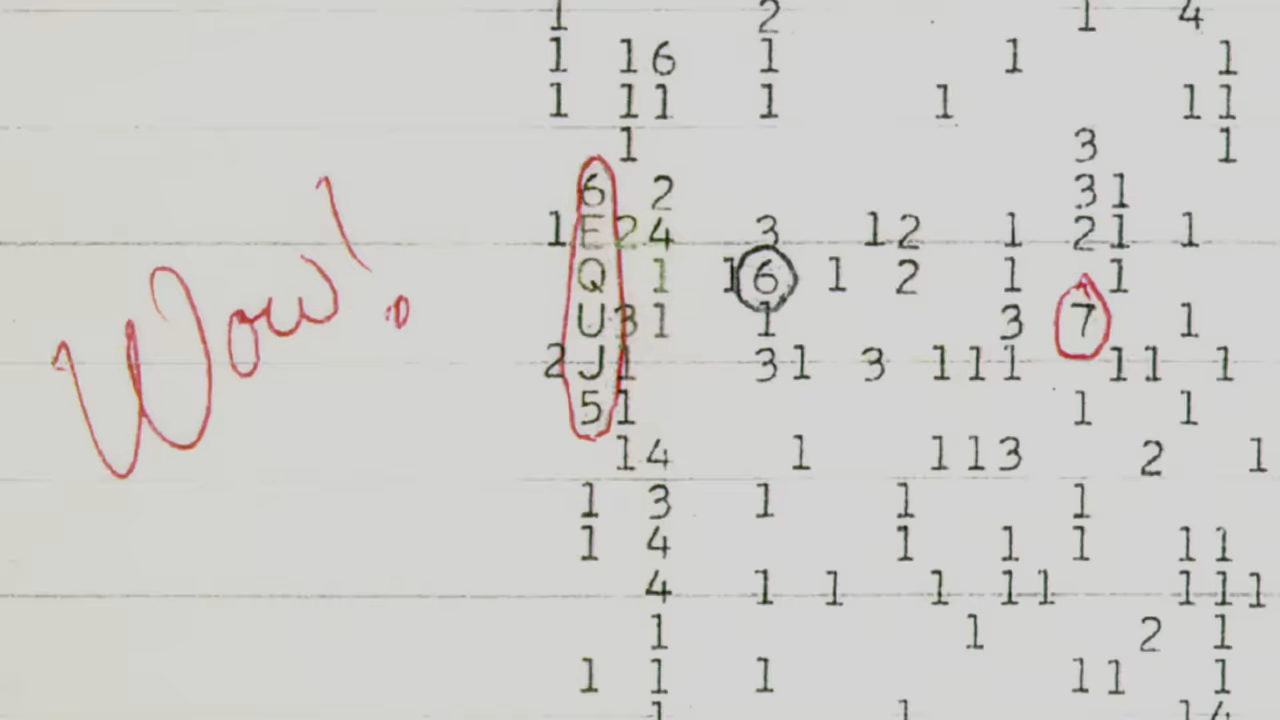 1 2 1 4
1 16 1 1 1
1 11 1 1 11
1 3 1
6 2 31
1E24 3 12 1 21 1
Q 1 16 1 2 1 1
Wow!
U31 1 3 7 1
2J1 31 3 111 11 1
51 1 1
14 1 113 2 1
1 3 1 1 1
1 4 1 1 1 11
4 1 1 1 11 111
1 1 2 1
1 1 1 11 1
1 1 14